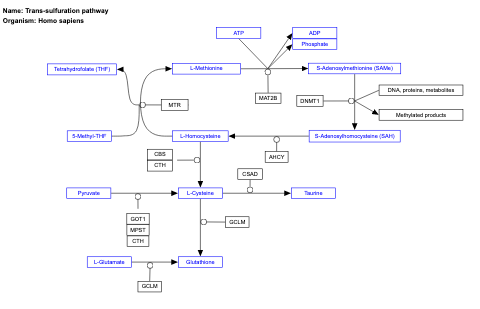 Name: Trans-sulfuration pathway
Organism: Homo sapiens
ATP
ADP
Phosphate
Tetrahydrofolate (THF)
L-Methionine
S-Adenosylmethionine (SAMe)
DNA, proteins, metabolites
MAT2B
DNMT1
MTR
Methylated products
5-Methyl-THF
L-Homocysteine
S-Adenosylhomocysteine (SAH)
CBS
CTH
AHCY
CSAD
Pyruvate
L-Cysteine
Taurine
GOT1
MPST
CTH
GCLM
L-Glutamate
Glutathione
GCLM